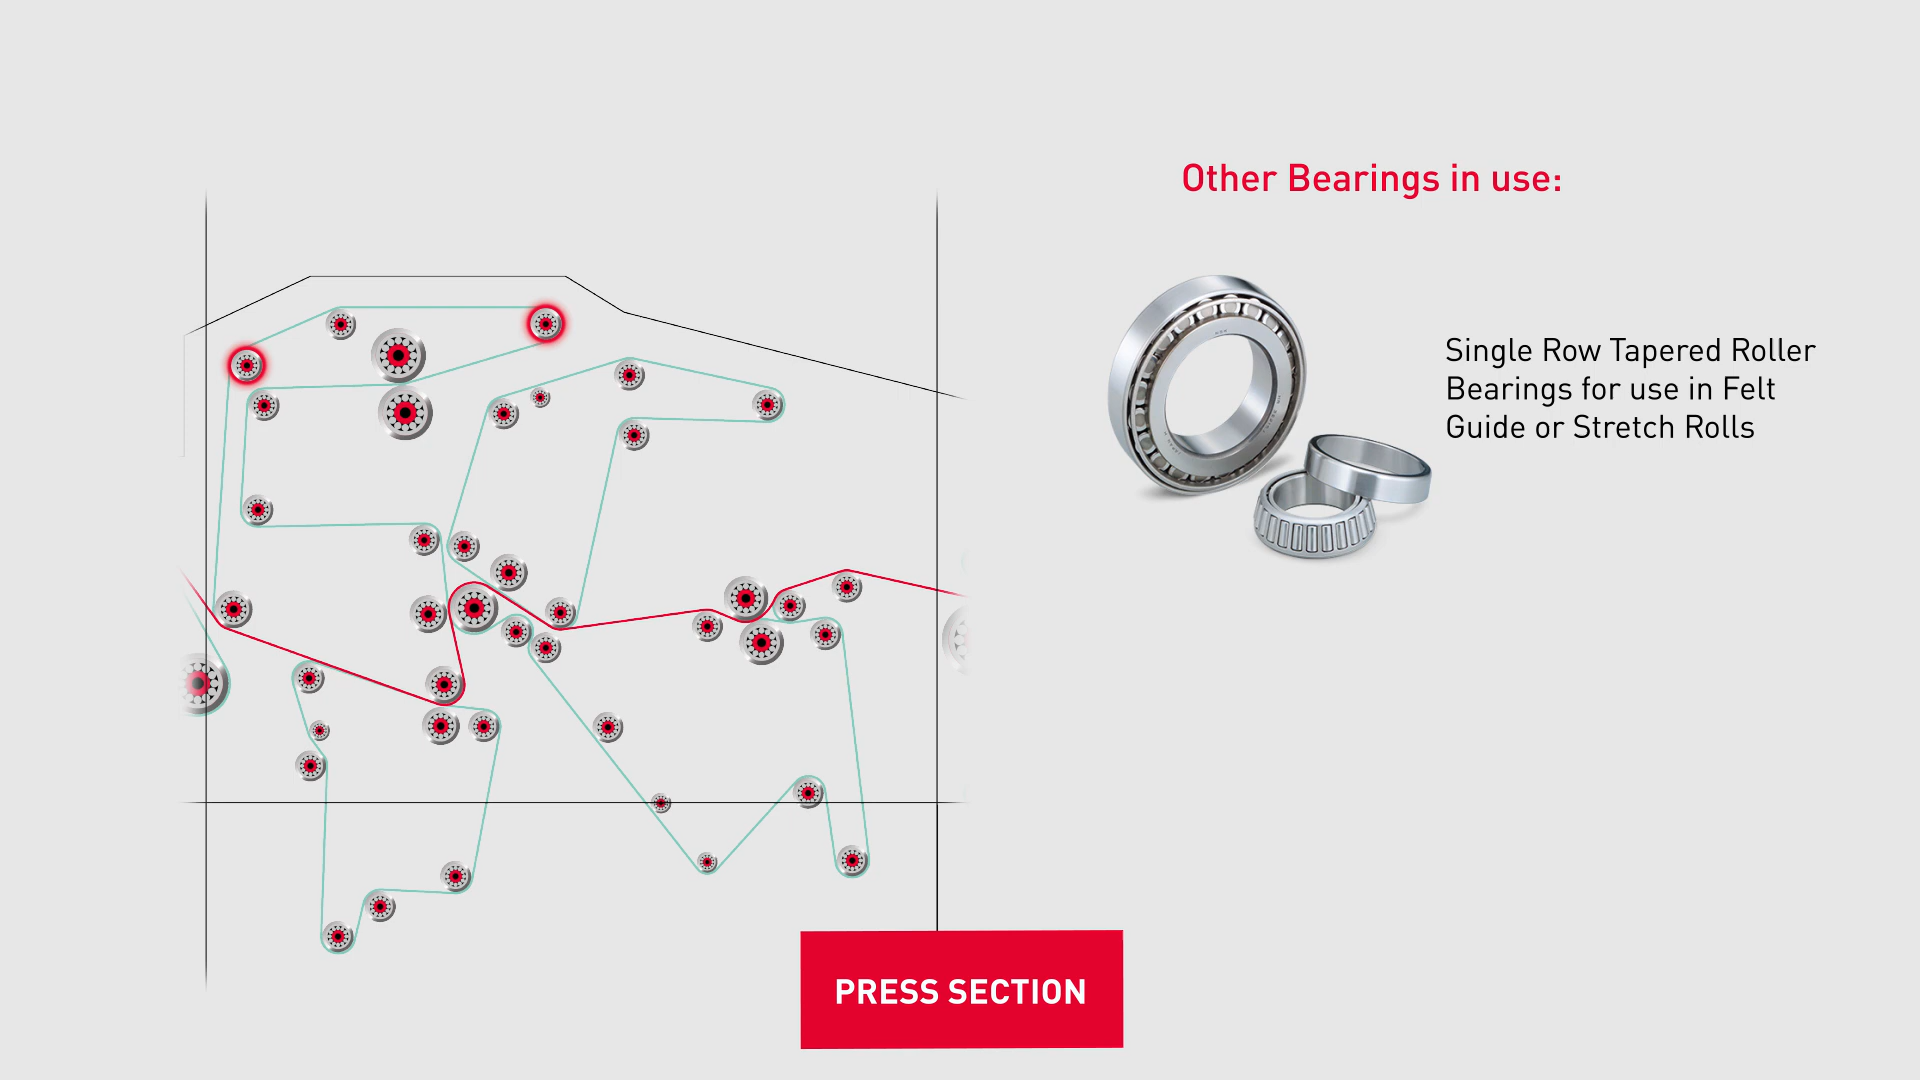 Other Bearings in use:
Single Row Tapered Roller
Bearings for use in Felt
Guide or Stretch Rolls
PRESS SECTION